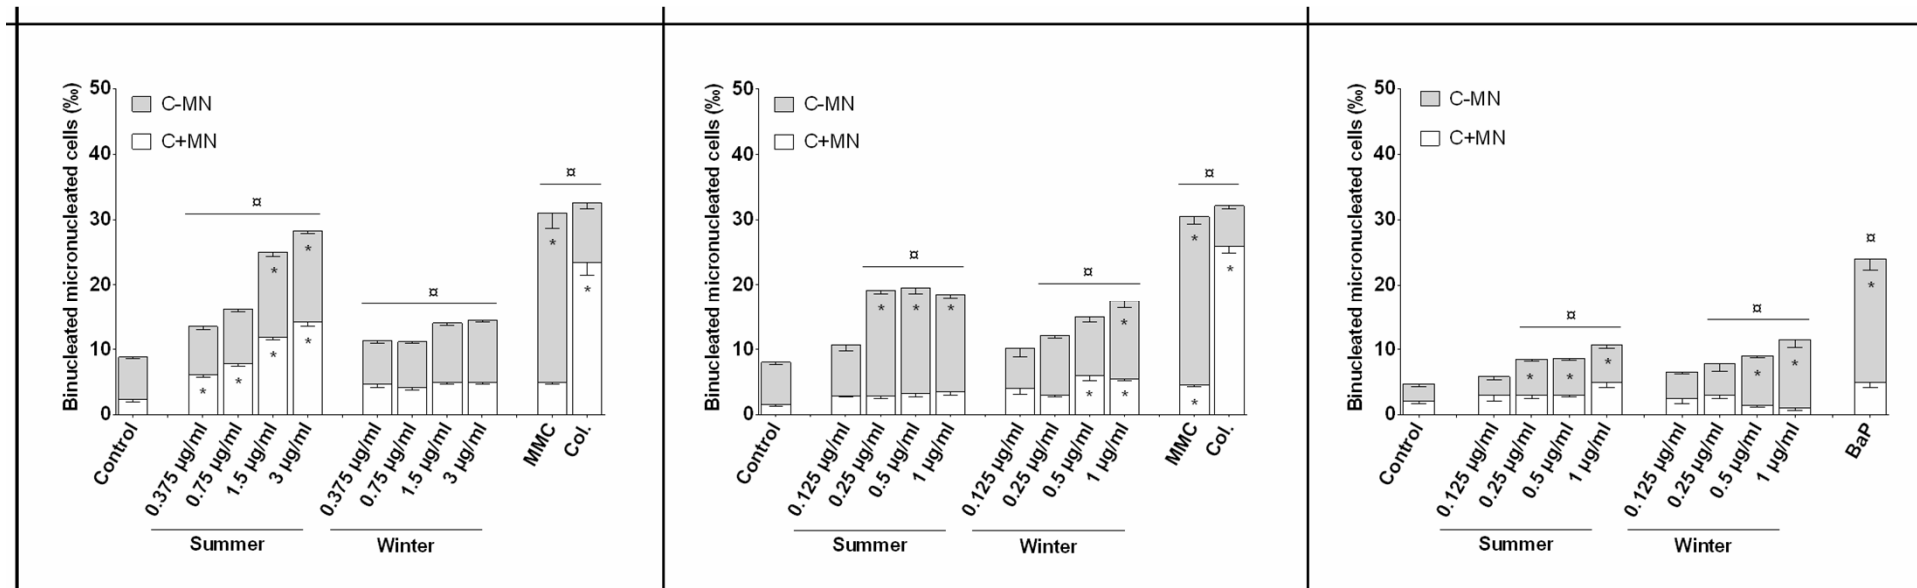 Binucleated micronucleated cells (‰)
50
40
30
20
10
0
C-MN
C+MN
¤
¤
¤
*
*
*
*
*
*
*
*
Control
0.375 µg/ml
0.75 µg/ml
1.5 µg/ml
3 µg/ml
0.375 µg/ml
0.75 µg/ml
1.5 µg/ml
3 µg/ml
MMC
Col.
Summer
Winter
Binucleated micronucleated cells (‰)
50
40
30
20
10
0
C-MN
C+MN
¤
¤
¤
*
*
*
*
*
*
*
*
*
Control
0.125 µg/ml
0.25 µg/ml
0.5 µg/ml
1 µg/ml
0.125 µg/ml
0.25 µg/ml
0.5 µg/ml
1 µg/ml
MMC
Col.
Summer
Winter
Binucleated micronucleated cells (‰)
50
40
30
20
10
0
C-MN
C+MN
¤
¤
¤
*
*
*
*
*
*
Control
0.125 µg/ml
0.25 µg/ml
0.5 µg/ml
1 µg/ml
0.125 µg/ml
0.25 µg/ml
0.5 µg/ml
1 µg/ml
BaP
Summer
Winter